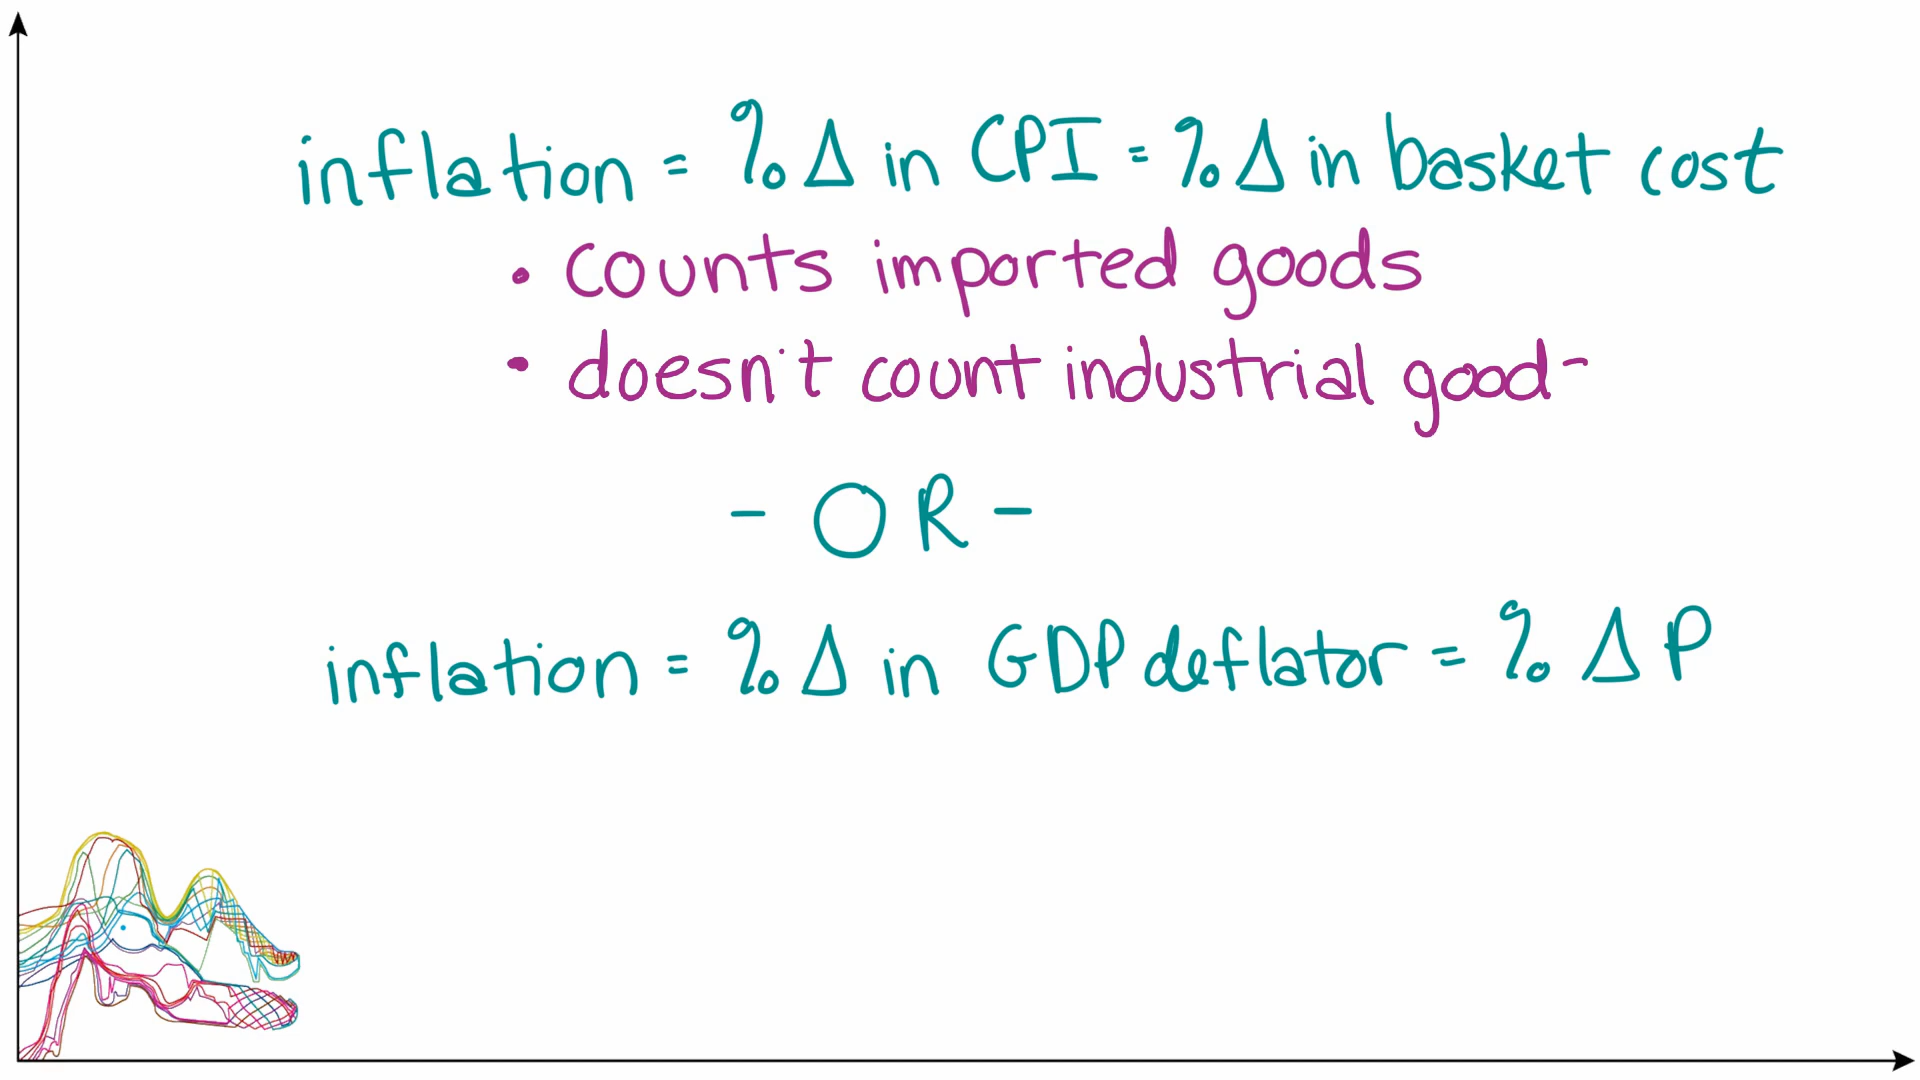 inflation = % Δ in CPI = % Δ in basket cost
• counts imported goods
• doesn't count industrial good-
- OR -
inflation = % Δ in GDP deflator = % Δ P